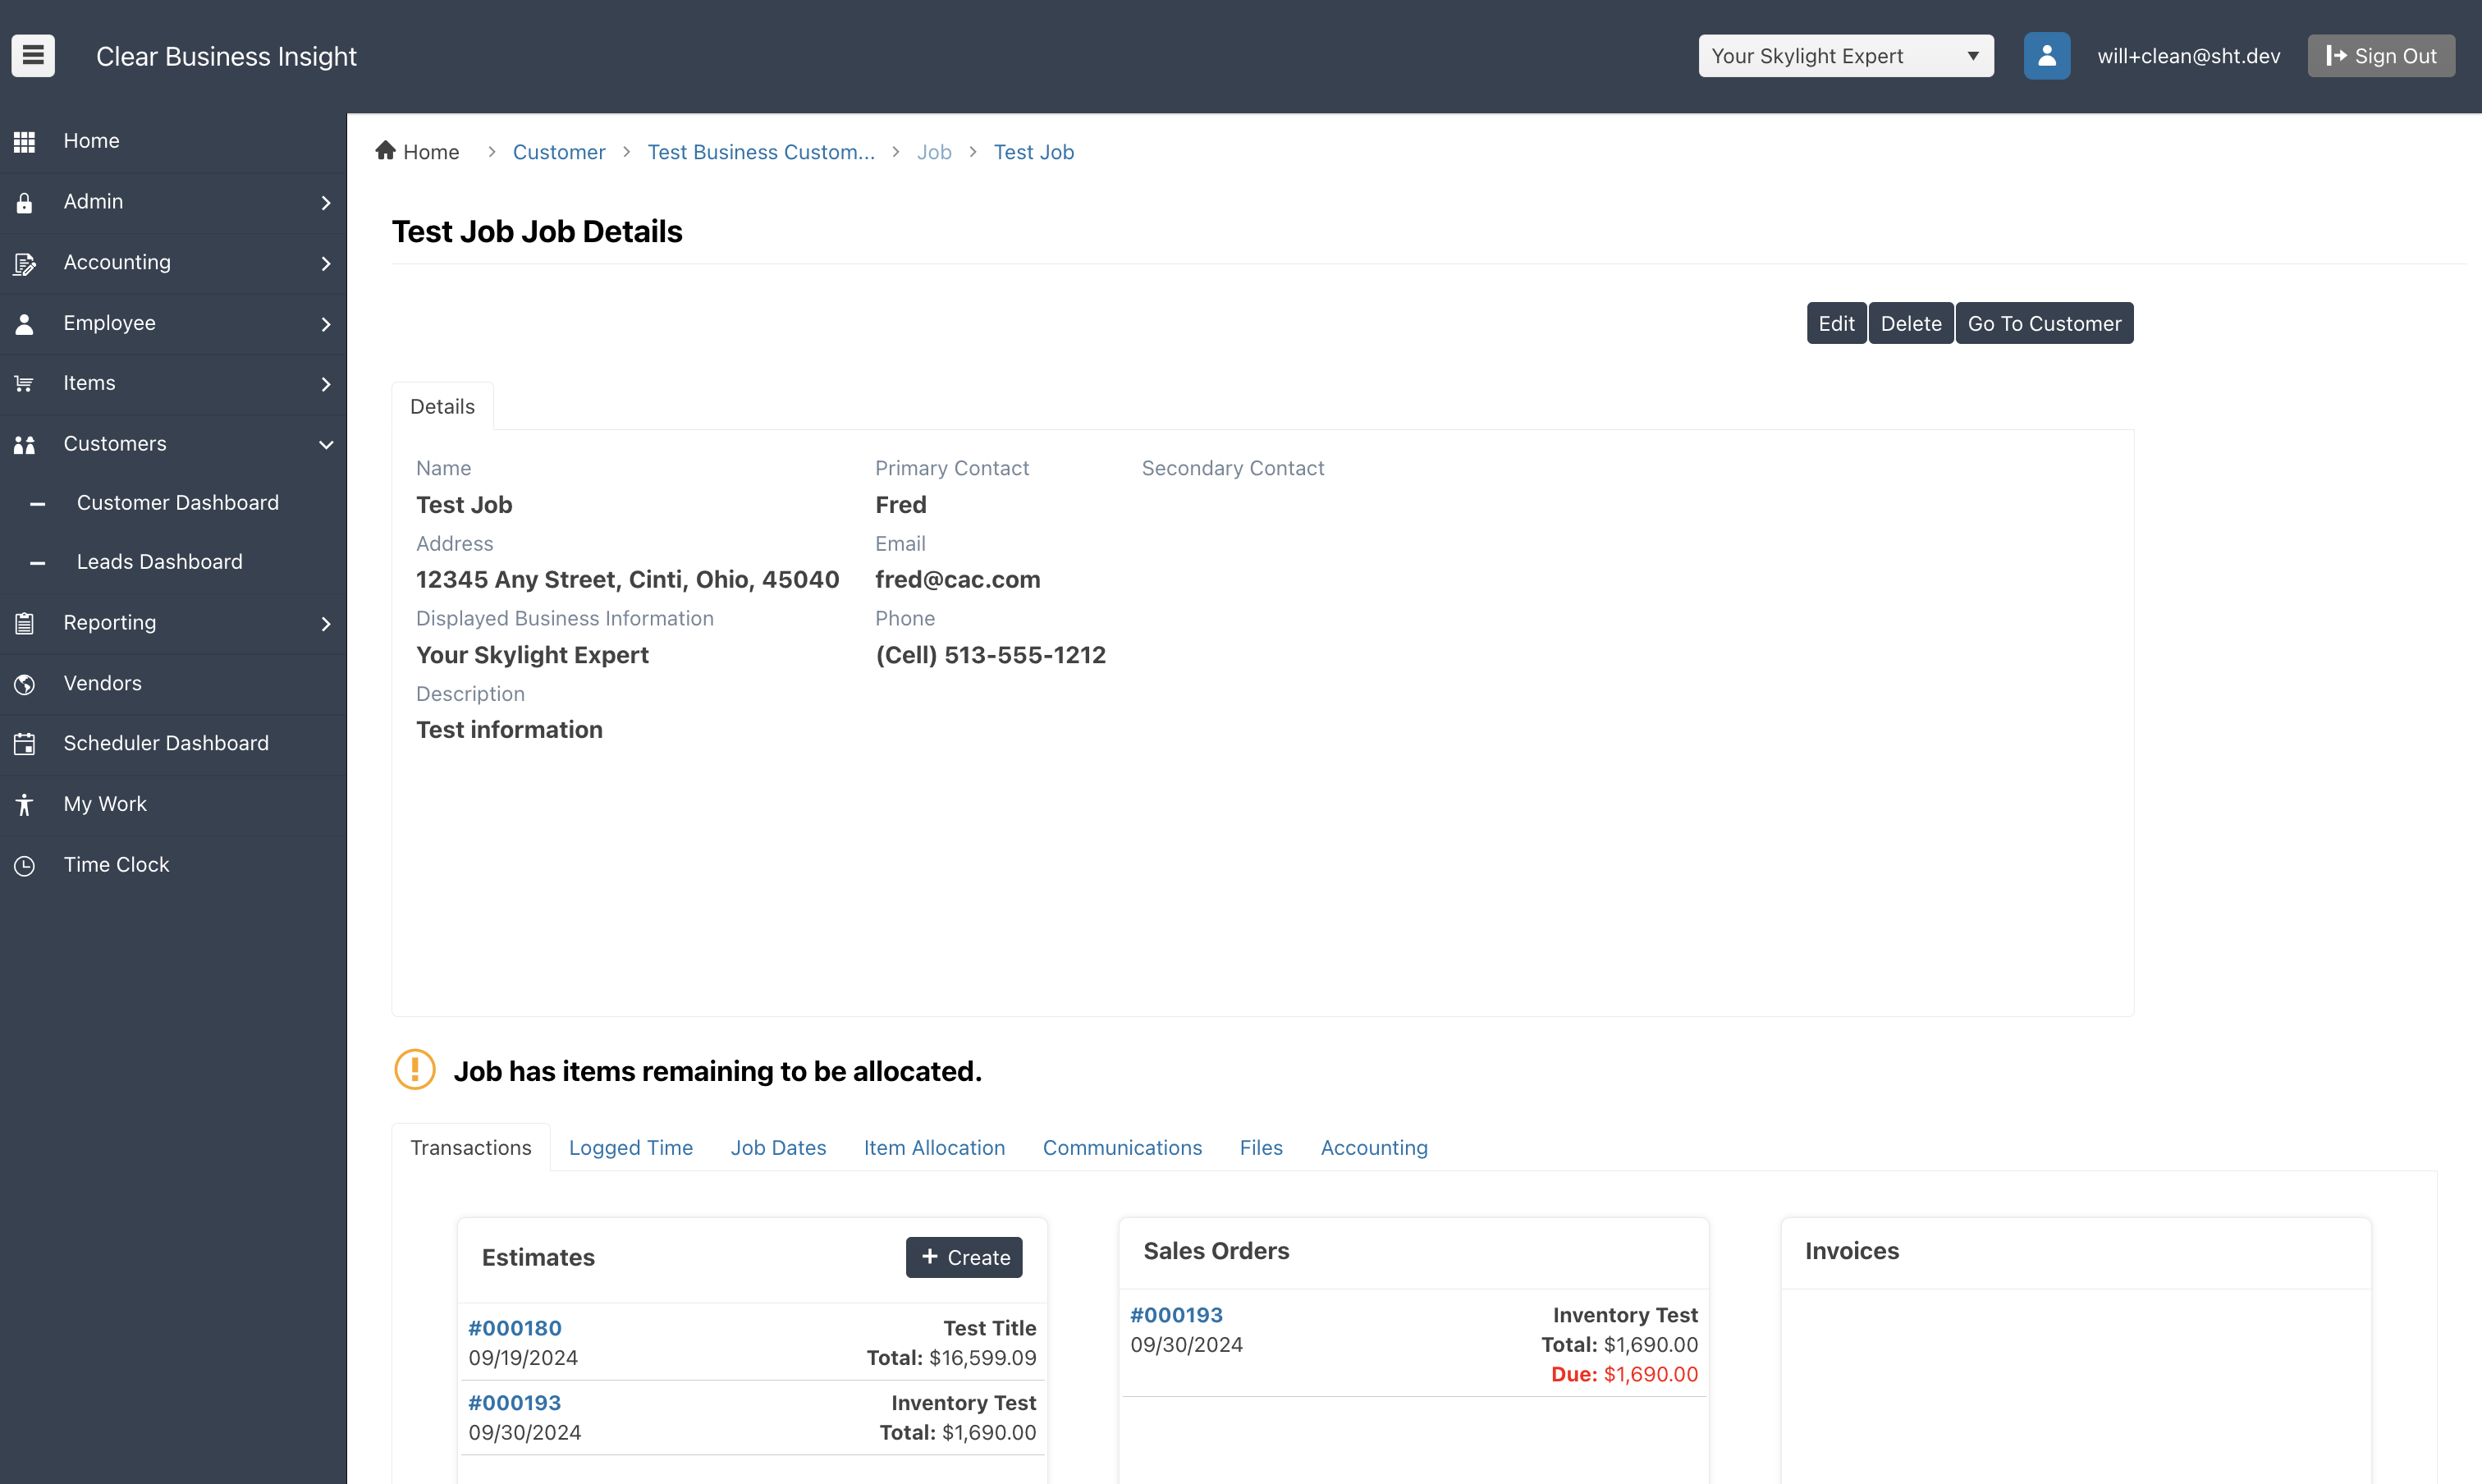 Clear Business Insight
Your Skylight Expert
will+clean@sht.dev
Sign Out
Home
Admin
Accounting
Employee
Items
Customers
Customer Dashboard
Leads Dashboard
Reporting
Vendors
Scheduler Dashboard
My Work
Time Clock
Home > Customer > Test Business Custom... > Job > Test Job
Test Job Job Details
Edit Delete Go To Customer
Details
Name
Test Job
Address
12345 Any Street, Cinti, Ohio, 45040
Displayed Business Information
Your Skylight Expert
Description
Test information
Primary Contact
Fred
Email
fred@cac.com
Phone
(Cell) 513-555-1212
Secondary Contact
Job has items remaining to be allocated.
Transactions Logged Time Job Dates Item Allocation Communications Files Accounting
Estimates
+ Create
#000180 Test Title
09/19/2024 Total: $16,599.09
#000193 Inventory Test
09/30/2024 Total: $1,690.00
Sales Orders
#000193 Inventory Test
09/30/2024 Total: $1,690.00
Due: $1,690.00
Invoices